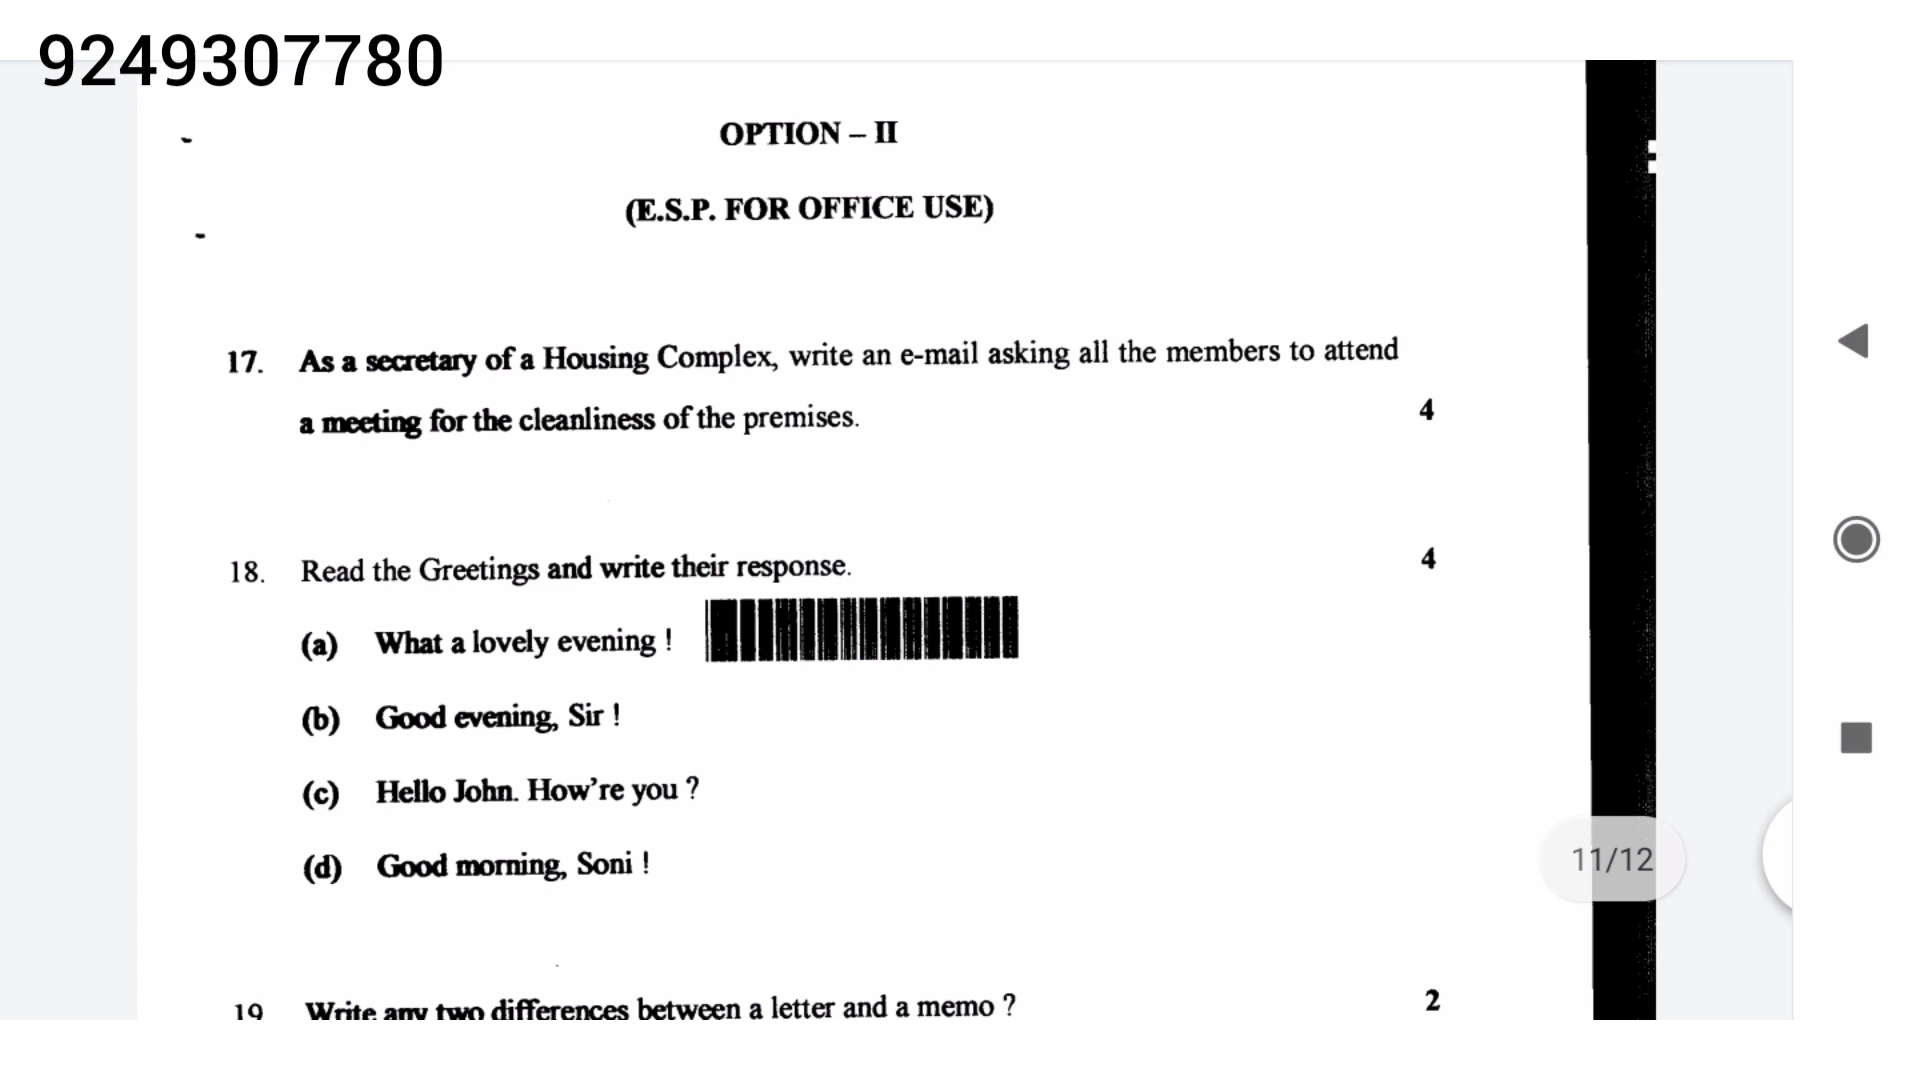 9249307780
OPTION – II
(E.S.P. FOR OFFICE USE)
17. As a secretary of a Housing Complex, write an e-mail asking all the members to attend
a meeting for the cleanliness of the premises. 4
18. Read the Greetings and write their response. 4
(a) What a lovely evening !
(b) Good evening, Sir !
(c) Hello John. How're you ?
(d) Good morning, Soni !
11/12
19 Write any two differences between a letter and a memo ? 2